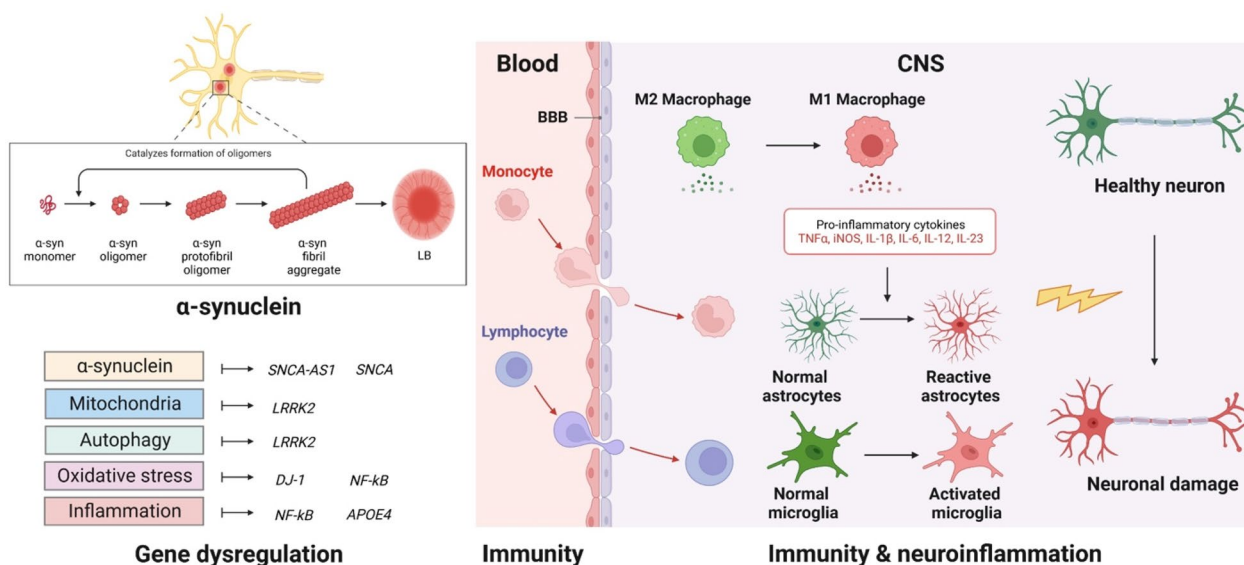 Catalyzes formation of oligomers
α-syn
monomer
α-syn
oligomer
α-syn
protofibril
oligomer
α-syn
fibril
aggregate
LB
α-synuclein
α-synuclein
SNCA-AS1 SNCA
Mitochondria
LRRK2
Autophagy
LRRK2
Oxidative stress
DJ-1 NF-kB
Inflammation
NF-kB APOE4
Gene dysregulation
Blood
BBB
Monocyte
Lymphocyte
Immunity
CNS
M2 Macrophage
M1 Macrophage
Pro-inflammatory cytokines
TNFα, iNOS, IL-1β, IL-6, IL-12, IL-23
Normal
astrocytes
Reactive
astrocytes
Normal
microglia
Activated
microglia
Healthy neuron
Neuronal damage
Immunity & neuroinflammation